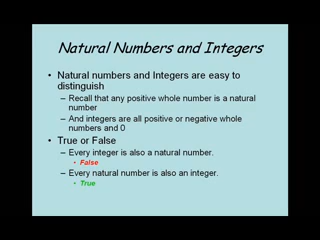 Natural Numbers and Integers
• Natural numbers and Integers are easy to
distinguish
– Recall that any positive whole number is a natural
number
– And integers are all positive or negative whole
numbers and 0
• True or False
– Every integer is also a natural number.
• False
– Every natural number is also an integer.
• True